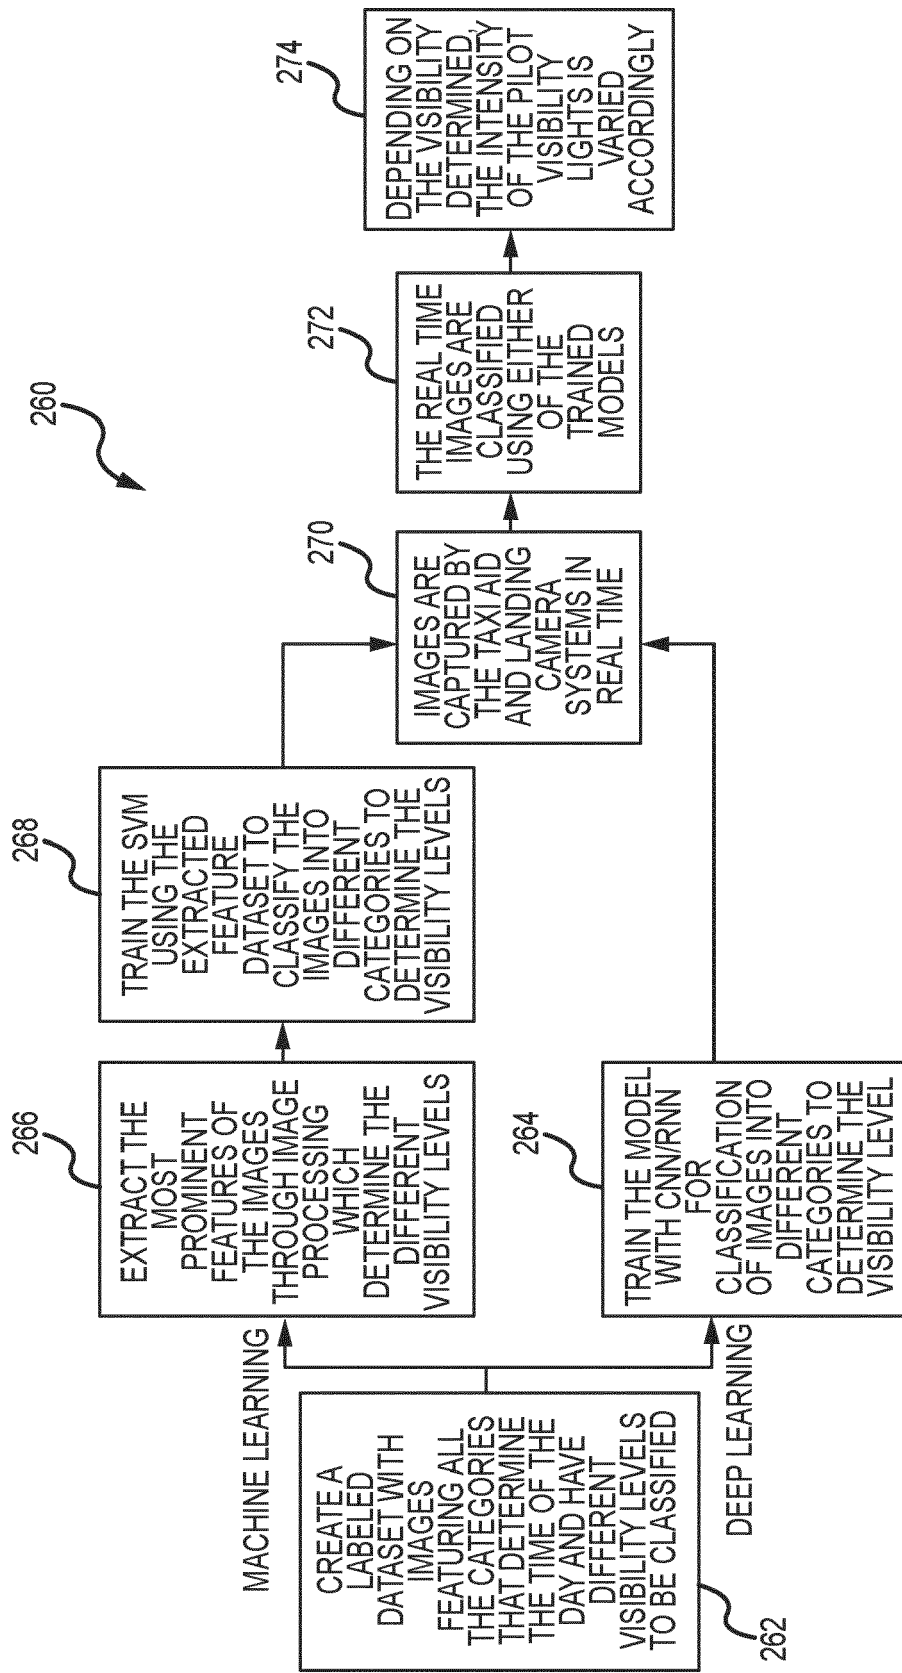 260
CREATE A
LABELED
DATASET WITH
IMAGES
FEATURING ALL
THE CATEGORIES
THAT DETERMINE
THE TIME OF THE
DAY AND HAVE
DIFFERENT
VISIBILITY LEVELS
TO BE CLASSIFIED
262
MACHINE LEARNING
DEEP LEARNING
266
EXTRACT THE
MOST
PROMINENT
FEATURES OF
THE IMAGES
THROUGH IMAGE
PROCESSING
WHICH
DETERMINE THE
DIFFERENT
VISIBILITY LEVELS
264
TRAIN THE MODEL
WITH CNN/RNN
FOR
CLASSIFICATION
OF IMAGES INTO
DIFFERENT
CATEGORIES TO
DETERMINE THE
VISIBILITY LEVEL
268
TRAIN THE SVM
USING THE
EXTRACTED
FEATURE
DATASET TO
CLASSIFY THE
IMAGES INTO
DIFFERENT
CATEGORIES TO
DETERMINE THE
VISIBILITY LEVELS
270
IMAGES ARE
CAPTURED BY
THE TAXI AID
AND LANDING
CAMERA
SYSTEMS IN
REAL TIME
272
THE REAL TIME
IMAGES ARE
CLASSIFIED
USING EITHER
OF THE
TRAINED
MODELS
274
DEPENDING ON
THE VISIBILITY
DETERMINED,
THE INTENSITY
OF THE PILOT
VISIBILITY
LIGHTS IS
VARIED
ACCORDINGLY